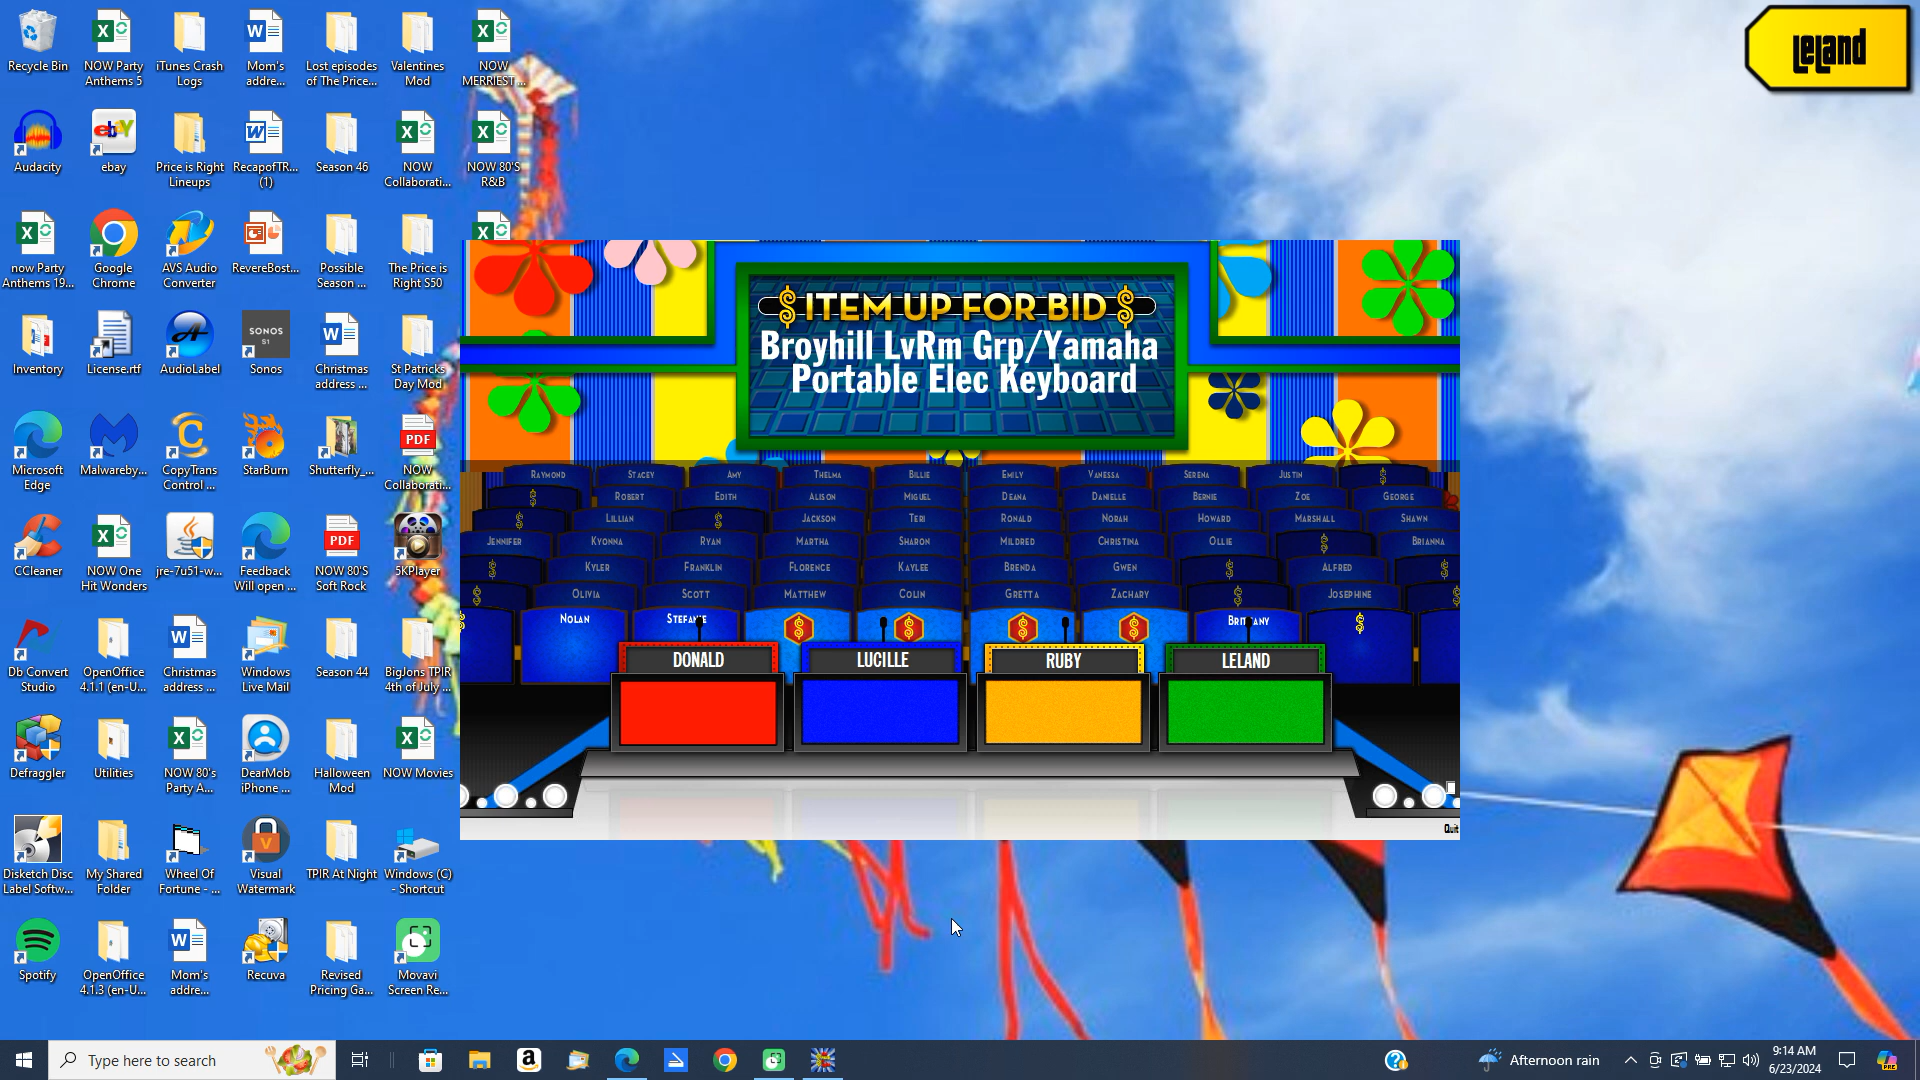 Recycle Bin
NOW Party
Anthems 5
iTunes Crash
Logs
Mom's
addre...
Lost episodes
of The Price...
Valentines
Mod
NOW
MERRIEST ...
Leland
Audacity
ebay
Price is Right
Lineups
RecapofTR...
(1)
Season 46
NOW
Collaborati...
NOW 80'S
R&B
now Party
Anthems 19...
Google
Chrome
AVS Audio
Converter
RevereBost...
Possible
Season ...
The Price is
Right S50
Inventory
License.rtf
AudioLabel
SONOS
S1
Sonos
Christmas
address ...
St Patricks
Day Mod
Microsoft
Edge
Malwareby...
CopyTrans
Control ...
StarBurn
Shutterfly_...
PDF
NOW
Collaborati...
CCleaner
NOW One
Hit Wonders
jre-7u51-w...
Feedback
Will open ...
PDF
NOW 80'S
Soft Rock
5KPlayer
Db Convert
Studio
OpenOffice
4.1.1 (en-U...
Christmas
address ...
Windows
Live Mail
Season 44
BigJons TPIR
4th of July ...
Defraggler
Utilities
NOW 80's
Party A...
DearMob
iPhone ...
Halloween
Mod
NOW Movies
Disketch Disc
Label Softw...
My Shared
Folder
Wheel Of
Fortune - ...
Visual
Watermark
TPIR At Night
Windows (C)
- Shortcut
Spotify
OpenOffice
4.1.3 (en-U...
Mom's
addre...
Recuva
Revised
Pricing Ga...
Movavi
Screen Re...
$ITEM UP FOR BID$
Broyhill LvRm Grp/Yamaha
Portable Elec Keyboard
Raymond Stacey Amy Thelma Billie Emily Vanessa Serena Justin
Robert Edith Alison Miguel Deana Danielle Bernie Zoe George
Lillian Jackson Teri Ronald Norah Howard Marshall Shawn
Jennifer Kyonna Ryan Martha Sharon Mildred Christina Ollie Brianna
Kyler Franklin Florence Kaylee Brenda Gwen Alfred
Olivia Scott Matthew Colin Gretta Zachary Josephine
Nolan Stefanie Brittany
DONALD LUCILLE RUBY LELAND
Quit
Type here to search
Afternoon rain
9:14 AM
6/23/2024